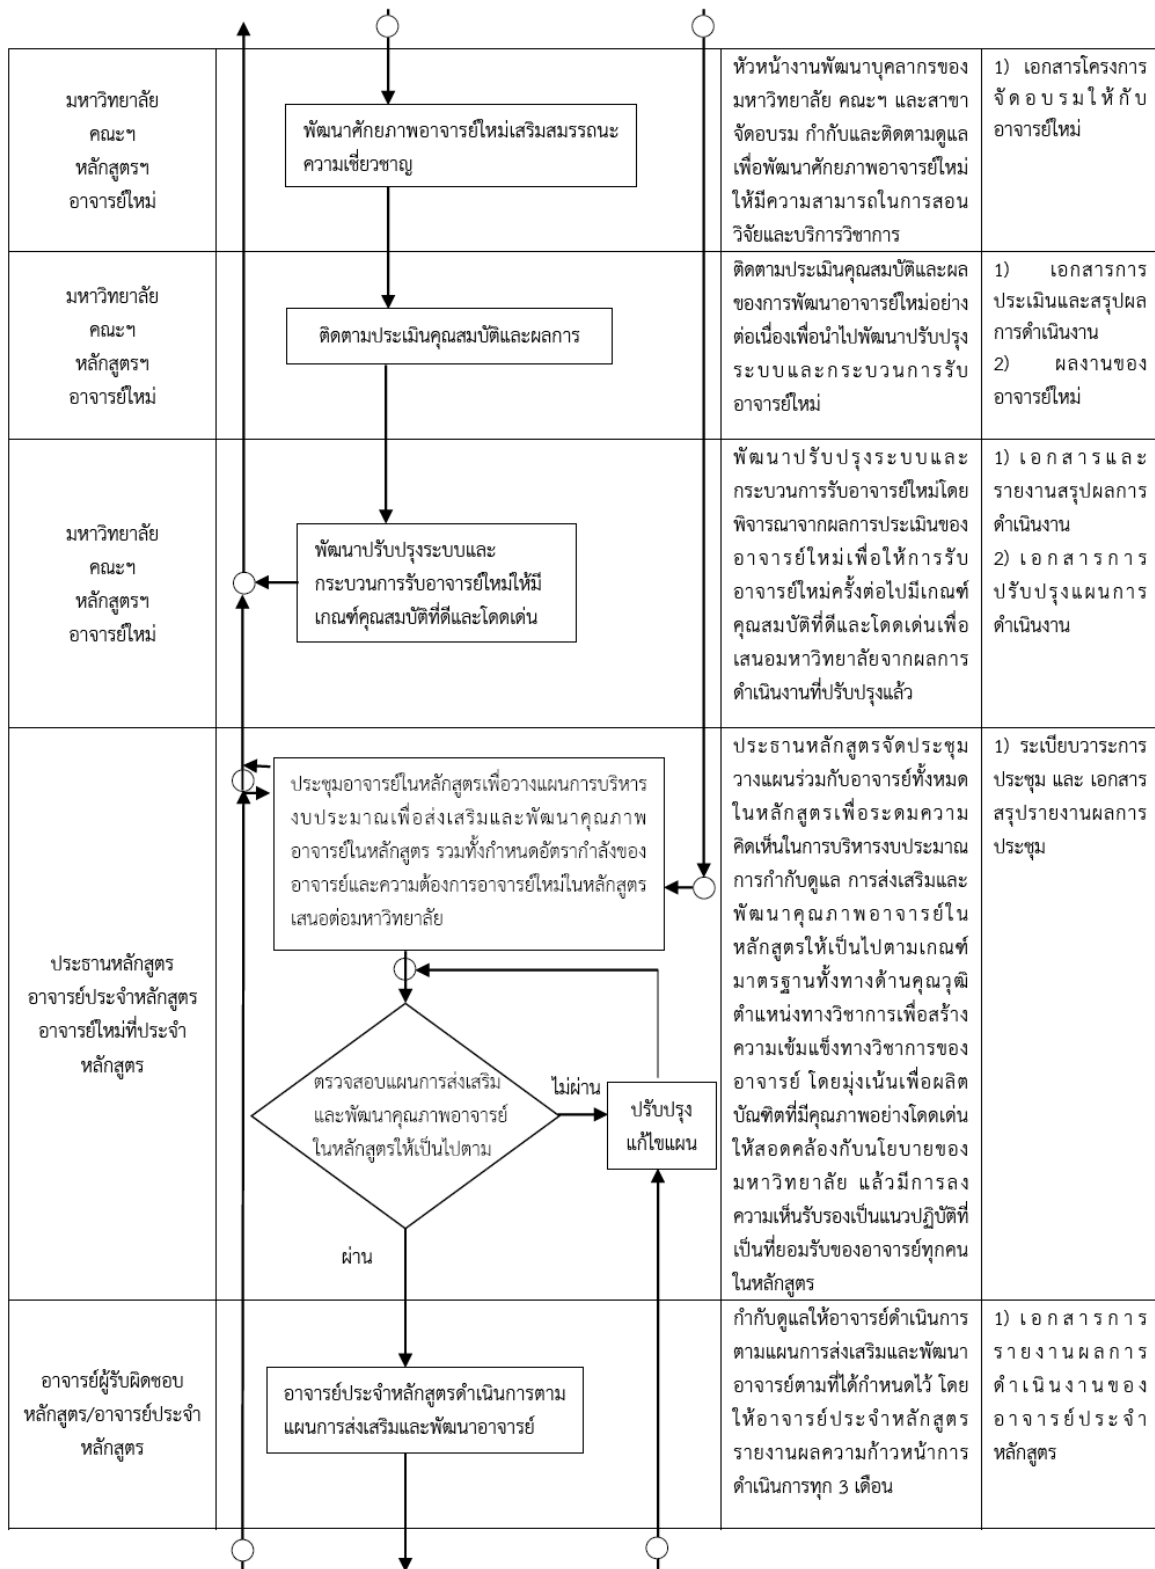 มหาวิทยาลัย
คณะฯ
หลักสูตรฯ
อาจารย์ใหม่
พัฒนาศักยภาพอาจารย์ใหม่เสริมสมรรถนะ
ความเชี่ยวชาญ
หัวหน้างานพัฒนาบุคลากรของ
มหาวิทยาลัย คณะฯ และสาขา
จัดอบรม กำกับและติดตามดูแล
เพื่อพัฒนาศักยภาพอาจารย์ใหม่
ให้มีความสามารถในการสอน
วิจัยและบริการวิชาการ
1) เอกสารโครงการ
จัดอบรมให้กับ
อาจารย์ใหม่
มหาวิทยาลัย
คณะฯ
หลักสูตรฯ
อาจารย์ใหม่
ติดตามประเมินคุณสมบัติและผลการ
ติดตามประเมินคุณสมบัติและผล
ของการพัฒนาอาจารย์ใหม่อย่าง
ต่อเนื่องเพื่อนำไปพัฒนาปรับปรุง
ระบบและกระบวนการรับ
อาจารย์ใหม่
1) เอกสารการ
ประเมินและสรุปผล
การดำเนินงาน
2) ผลงานของ
อาจารย์ใหม่
มหาวิทยาลัย
คณะฯ
หลักสูตรฯ
อาจารย์ใหม่
พัฒนาปรับปรุงระบบและ
กระบวนการรับอาจารย์ใหม่ให้มี
เกณฑ์คุณสมบัติที่ดีและโดดเด่น
พัฒนาปรับปรุงระบบและ
กระบวนการรับอาจารย์ใหม่โดย
พิจารณาจากผลการประเมินของ
อาจารย์ใหม่เพื่อให้การรับ
อาจารย์ใหม่ครั้งต่อไปมีเกณฑ์
คุณสมบัติที่ดีและโดดเด่นเพื่อ
เสนอมหาวิทยาลัยจากผลการ
ดำเนินงานที่ปรับปรุงแล้ว
1) เอกสารและ
รายงานสรุปผลการ
ดำเนินงาน
2) เอกสารการ
ปรับปรุงแผนการ
ดำเนินงาน
ประธานหลักสูตร
อาจารย์ประจำหลักสูตร
อาจารย์ใหม่ที่ประจำ
หลักสูตร
ประชุมอาจารย์ในหลักสูตรเพื่อวางแผนการบริหาร
งบประมาณเพื่อส่งเสริมและพัฒนาคุณภาพ
อาจารย์ในหลักสูตร รวมทั้งกำหนดอัตรากำลังของ
อาจารย์และความต้องการอาจารย์ใหม่ในหลักสูตร
เสนอต่อมหาวิทยาลัย
ตรวจสอบแผนการส่งเสริม
และพัฒนาคุณภาพอาจารย์
ในหลักสูตรให้เป็นไปตาม
ไม่ผ่าน
ปรับปรุง
แก้ไขแผน
ผ่าน
ประธานหลักสูตรจัดประชุม
วางแผนร่วมกับอาจารย์ทั้งหมด
ในหลักสูตรเพื่อระดมความ
คิดเห็นในการบริหารงบประมาณ
การกำกับดูแล การส่งเสริมและ
พัฒนาคุณภาพอาจารย์ใน
หลักสูตรให้เป็นไปตามเกณฑ์
มาตรฐานทั้งทางด้านคุณวุฒิ
ตำแหน่งทางวิชาการเพื่อสร้าง
ความเข้มแข็งทางวิชาการของ
อาจารย์ โดยมุ่งเน้นเพื่อผลิต
บัณฑิตที่มีคุณภาพอย่างโดดเด่น
ให้สอดคล้องกับนโยบายของ
มหาวิทยาลัย แล้วมีการลง
ความเห็นรับรองเป็นแนวปฏิบัติที่
เป็นที่ยอมรับของอาจารย์ทุกคน
ในหลักสูตร
1) ระเบียบวาระการ
ประชุม และ เอกสาร
สรุปรายงานผลการ
ประชุม
อาจารย์ผู้รับผิดชอบ
หลักสูตร/อาจารย์ประจำ
หลักสูตร
อาจารย์ประจำหลักสูตรดำเนินการตาม
แผนการส่งเสริมและพัฒนาอาจารย์
กำกับดูแลให้อาจารย์ดำเนินการ
ตามแผนการส่งเสริมและพัฒนา
อาจารย์ตามที่ได้กำหนดไว้ โดย
ให้อาจารย์ประจำหลักสูตร
รายงานผลความก้าวหน้าการ
ดำเนินการทุก 3 เดือน
1) เอกสารการ
รายงานผลการ
ดำเนินงานของ
อาจารย์ประจำ
หลักสูตร